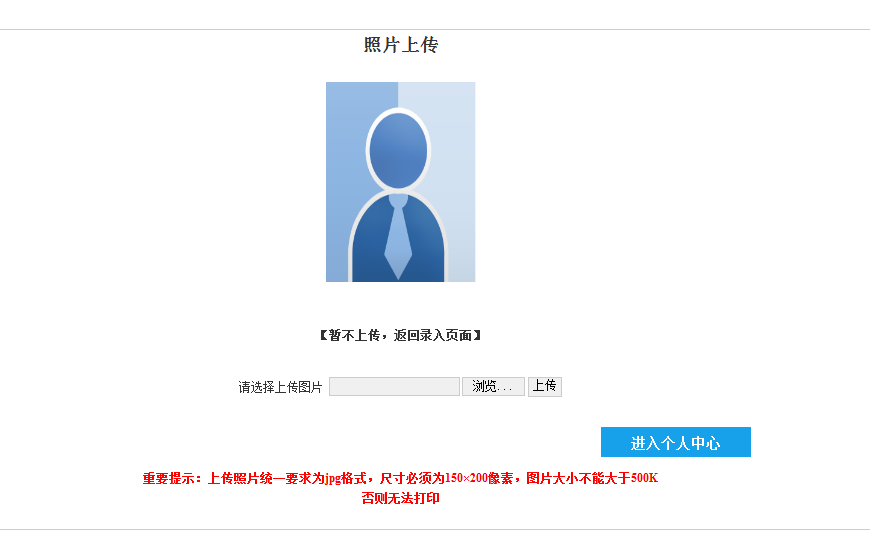 照片上传
【暂不上传，返回录入页面】
请选择上传图片 浏览... 上传
进入个人中心
重要提示：上传照片统一要求为jpg格式，尺寸必须为150×200像素，图片大小不能大于500K
否则无法打印